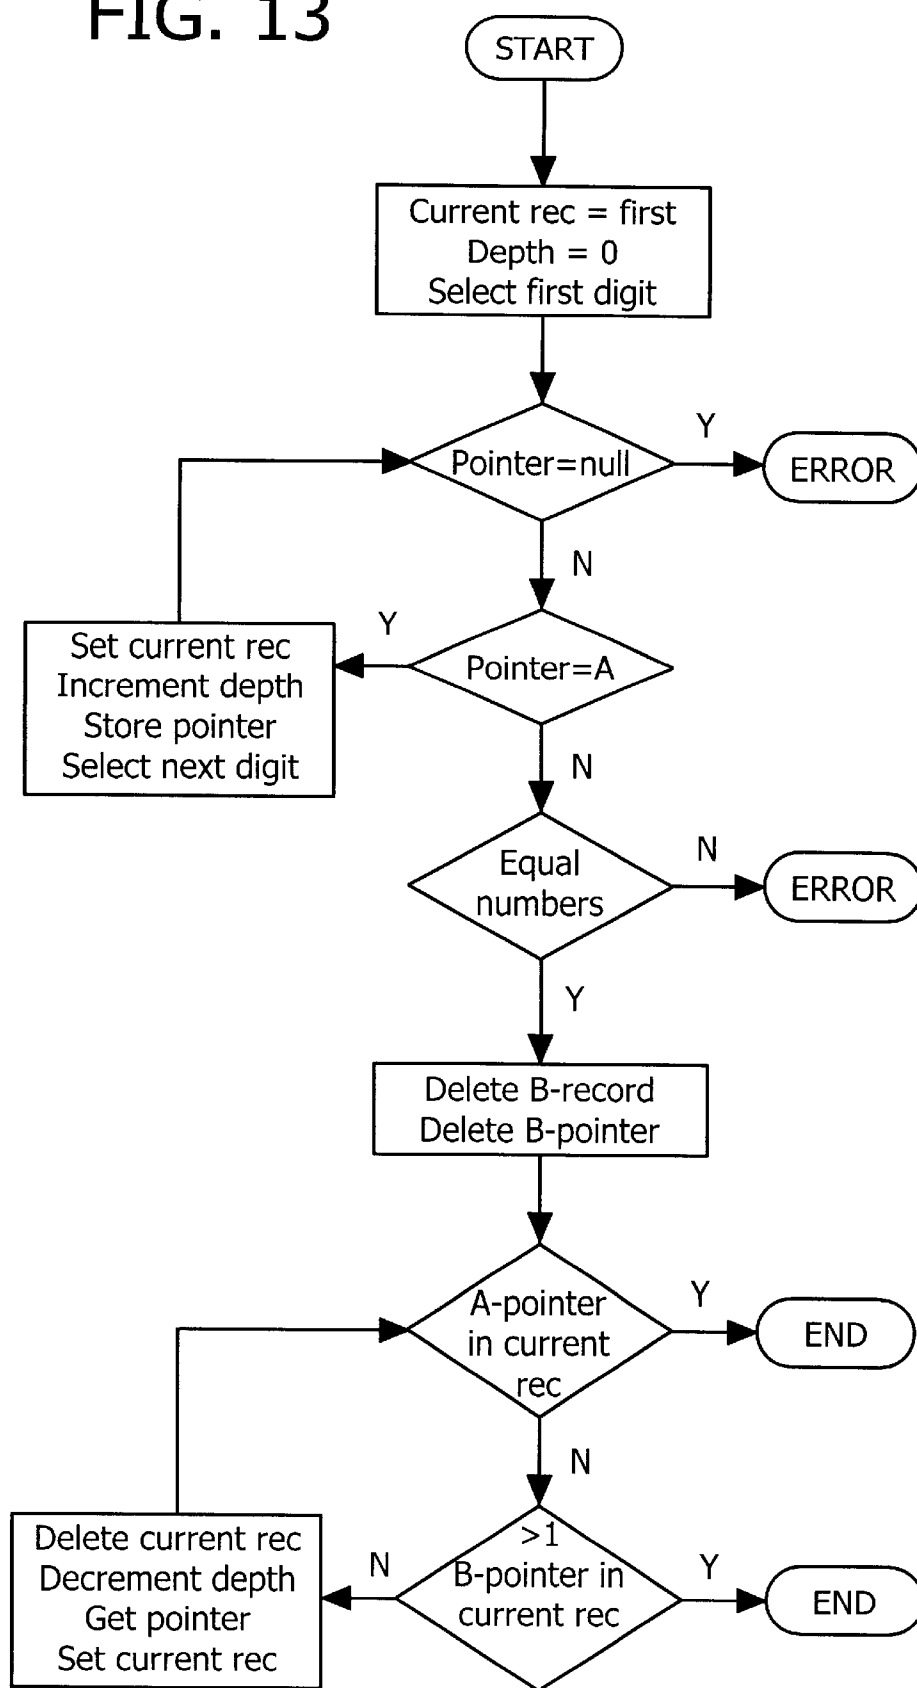 FIG. 13
START
Current rec = first
Depth = 0
Select first digit
Pointer=null
Y
ERROR
N
Pointer=A
Y
Set current rec
Increment depth
Store pointer
Select next digit
N
Equal
numbers
N
ERROR
Y
Delete B-record
Delete B-pointer
A-pointer
in current
rec
Y
END
N
>1
B-pointer in
current rec
Y
END
N
Delete current rec
Decrement depth
Get pointer
Set current rec